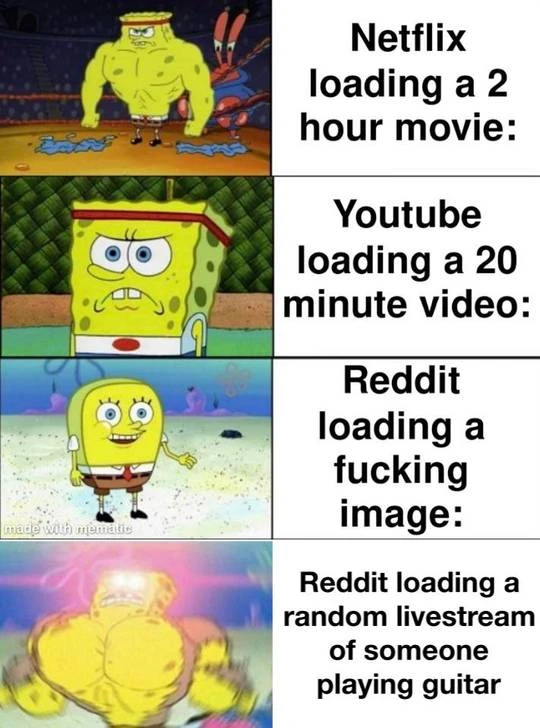 Netflix
loading a 2
hour movie:
Youtube
loading a 20
minute video:
Reddit
loading a
fucking
image:
made with mematic
Reddit loading a
random livestream
of someone
playing guitar